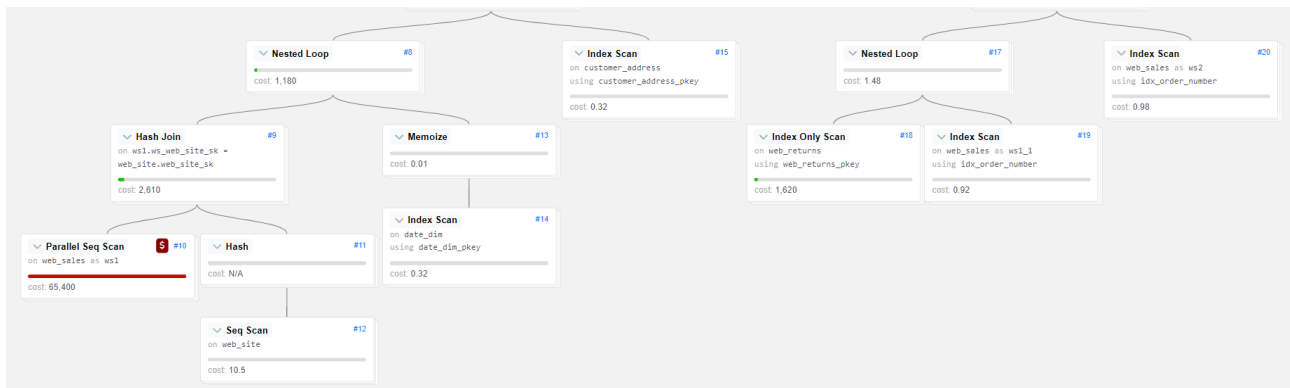 Nested Loop #8
cost: 1,180
Index Scan #15
on customer_address
using customer_address_pkey
cost: 0.32
Nested Loop #17
cost: 1.48
Index Scan #20
on web_sales as ws2
using idx_order_number
cost: 0.98
Hash Join #9
on ws1.ws_web_site_sk =
web_site.web_site_sk
cost: 2,610
Memoize #13
cost: 0.01
Index Only Scan #18
on web_returns
using web_returns_pkey
cost: 1,620
Index Scan #19
on web_sales as ws1_1
using idx_order_number
cost: 0.92
Parallel Seq Scan $ #10
on web_sales as ws1
cost: 65,400
Hash #11
cost: N/A
Index Scan #14
on date_dim
using date_dim_pkey
cost: 0.32
Seq Scan #12
on web_site
cost: 10.5